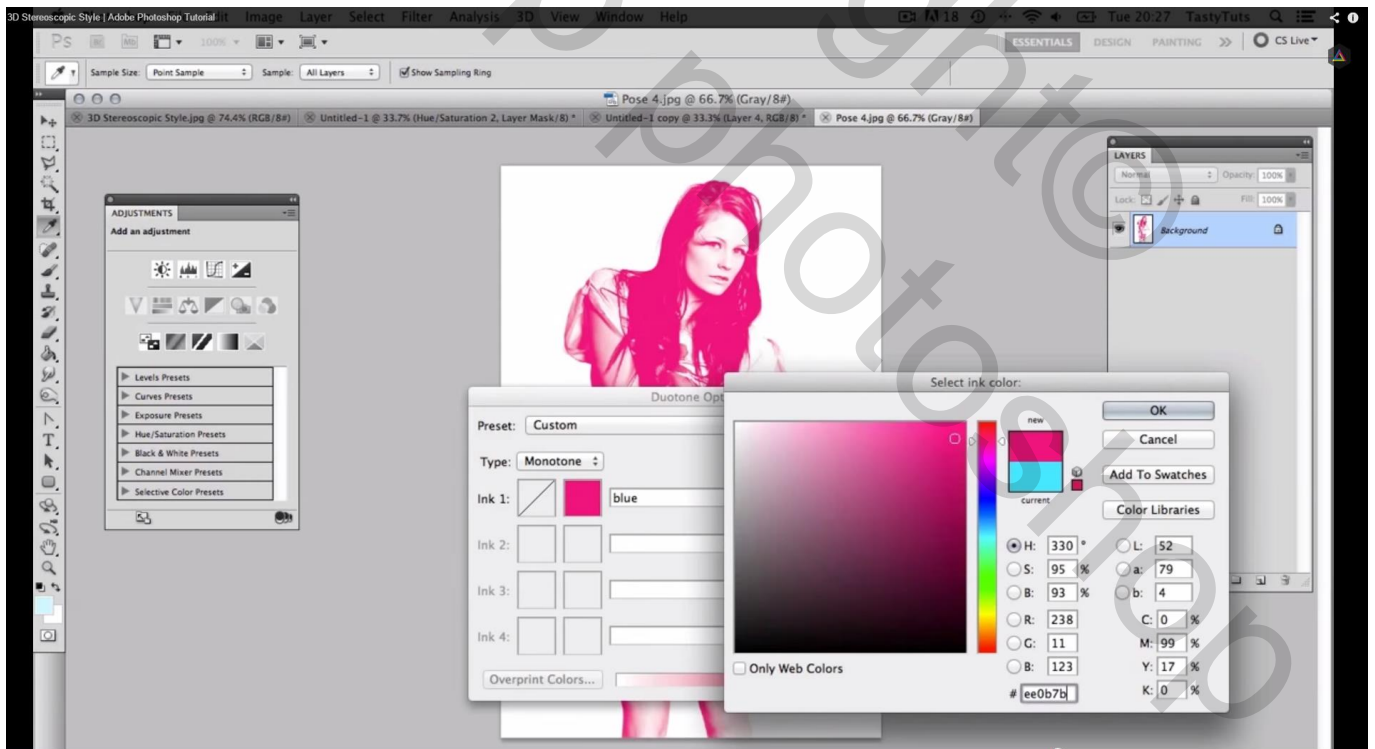 3D Stereoscopic Style | Adobe Photoshop Tutorial Edit Image Layer Select Filter Analysis 3D View Window Help 18 Tue 20:27 TastyTuts
Ps Br Mb 100% ESSENTIALS DESIGN PAINTING >> CS Live
Sample Size: Point Sample Sample: All Layers Show Sampling Ring
Pose 4.jpg @ 66.7% (Gray/8#)
3D Stereoscopic Style.jpg @ 74.4% (RGB/8#) Untitled-1 @ 33.7% (Hue/Saturation 2, Layer Mask/8) * Untitled-1 copy @ 33.3% (Layer 4, RGB/8) * Pose 4.jpg @ 66.7% (Gray/8#)
LAYERS
Normal Opacity: 100%
Lock: Fill: 100%
Background
ADJUSTMENTS
Add an adjustment
Levels Presets
Curves Presets
Exposure Presets
Hue/Saturation Presets
Black & White Presets
Channel Mixer Presets
Selective Color Presets
Duotone Opt
Preset: Custom
Type: Monotone
Ink 1: blue
Ink 2:
Ink 3:
Ink 4:
Overprint Colors...
Select ink color:
new
current
OK
Cancel
Add To Swatches
Color Libraries
H: 330 ° L: 52
S: 95 % a: 79
B: 93 % b: 4
R: 238 C: 0 %
G: 11 M: 99 %
B: 123 Y: 17 %
# ee0b7b K: 0 %
Only Web Colors
photoshop